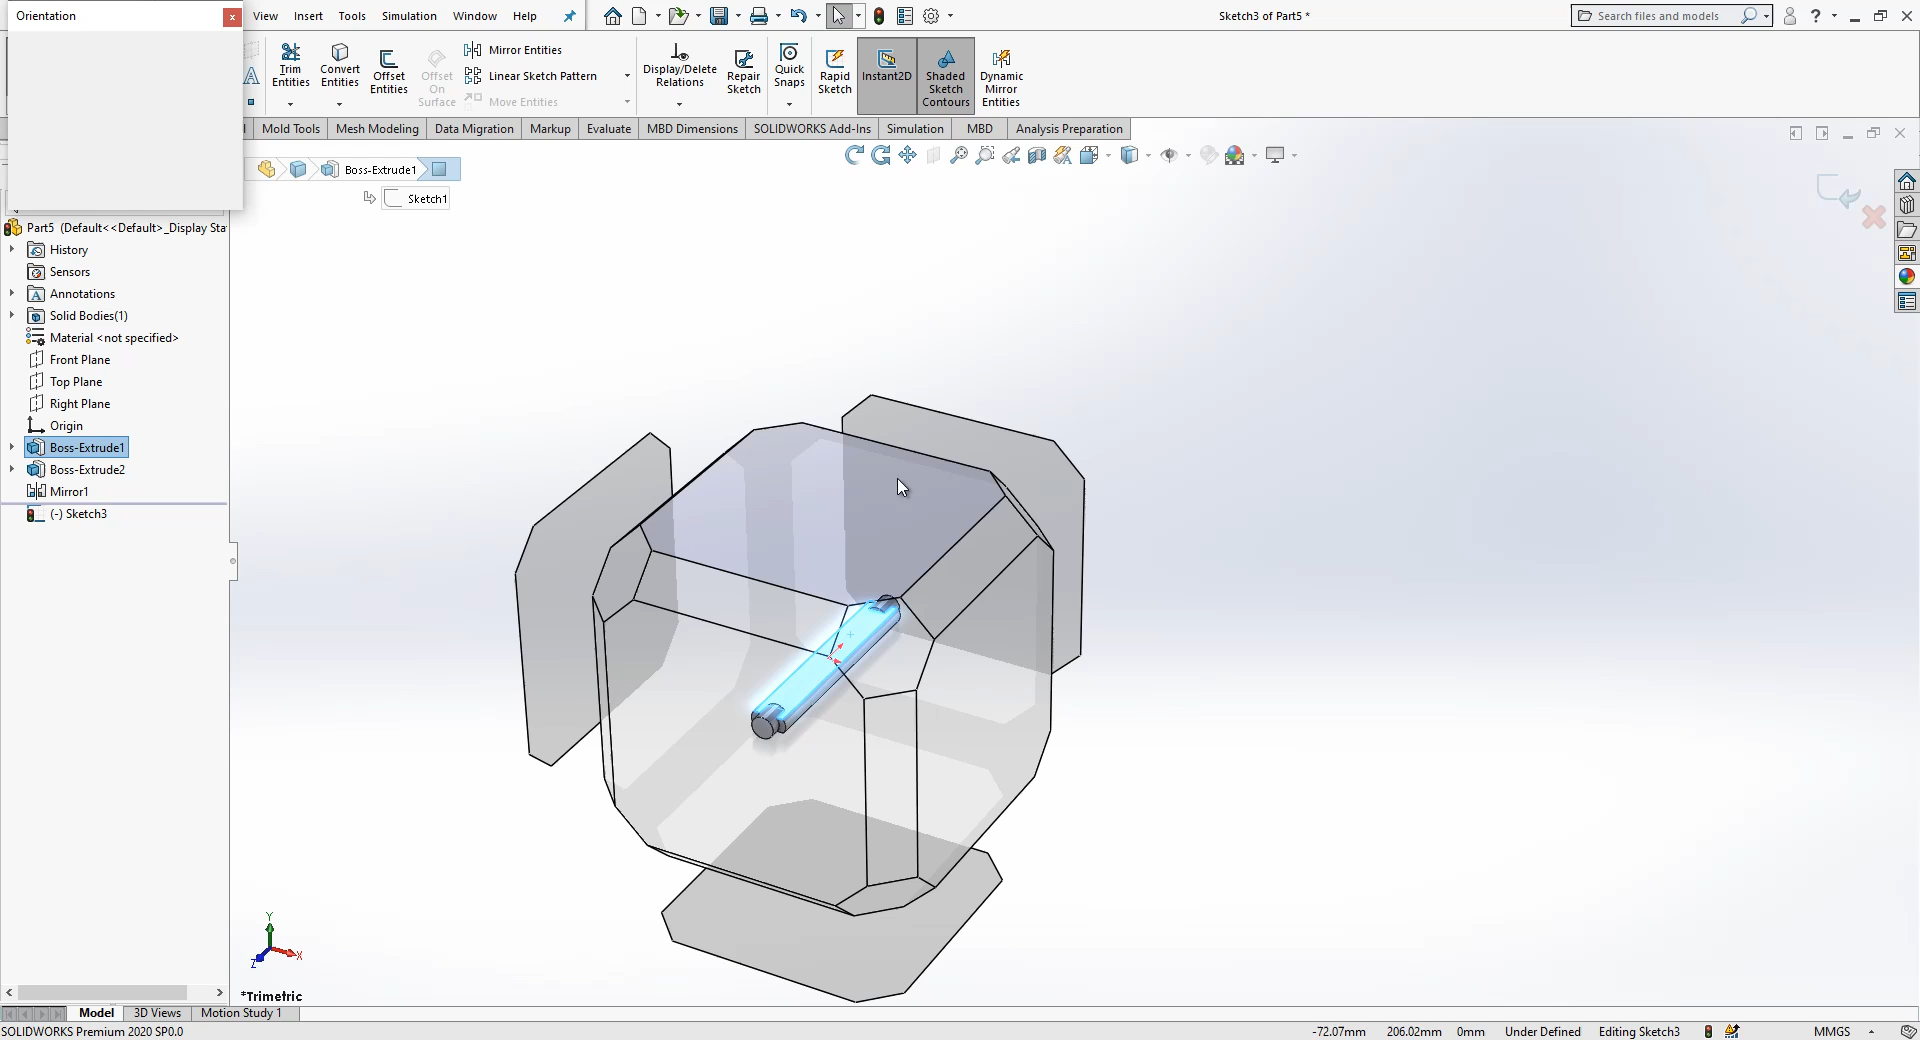 Orientation
View Insert Tools Simulation Window Help
Sketch3 of Part5 *
Search files and models
Trim Entities
Convert Entities
Offset Entities
Offset On Surface
Mirror Entities
Linear Sketch Pattern
Move Entities
Display/Delete Relations
Repair Sketch
Quick Snaps
Rapid Sketch
Instant2D
Shaded Sketch Contours
Dynamic Mirror Entities
Mold Tools Mesh Modeling Data Migration Markup Evaluate MBD Dimensions SOLIDWORKS Add-Ins Simulation MBD Analysis Preparation
Boss-Extrude1
Sketch1
Part5 (Default<<Default>_Display Sta
History
Sensors
Annotations
Solid Bodies(1)
Material <not specified>
Front Plane
Top Plane
Right Plane
Origin
Boss-Extrude1
Boss-Extrude2
Mirror1
(-) Sketch3
Y
X
Z
*Trimetric
Model 3D Views Motion Study 1
SOLIDWORKS Premium 2020 SP0.0
-72.07mm 206.02mm 0mm Under Defined Editing Sketch3 MMGS